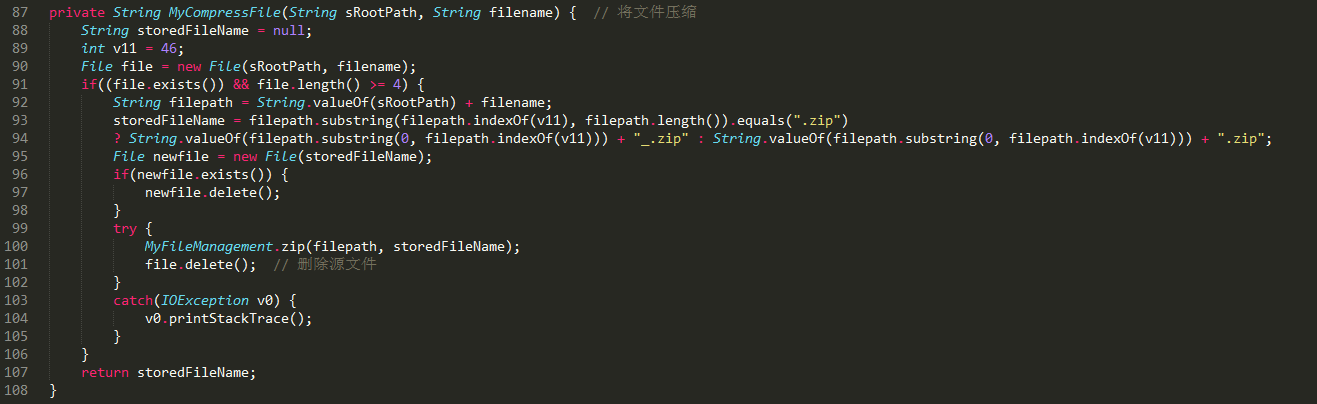 87 private String MyCompressFile(String sRootPath, String filename) {  // 将文件压缩
88     String storedFileName = null;
89     int v11 = 46;
90     File file = new File(sRootPath, filename);
91     if((file.exists()) && file.length() >= 4) {
92         String filepath = String.valueOf(sRootPath) + filename;
93         storedFileName = filepath.substring(filepath.indexOf(v11), filepath.length()).equals(".zip")
94         ? String.valueOf(filepath.substring(0, filepath.indexOf(v11))) + "_.zip" : String.valueOf(filepath.substring(0, filepath.indexOf(v11))) + ".zip";
95         File newfile = new File(storedFileName);
96         if(newfile.exists()) {
97             newfile.delete();
98         }
99         try {
100             MyFileManagement.zip(filepath, storedFileName);
101             file.delete();  // 删除源文件
102         }
103         catch(IOException v0) {
104             v0.printStackTrace();
105         }
106     }
107     return storedFileName;
108 }